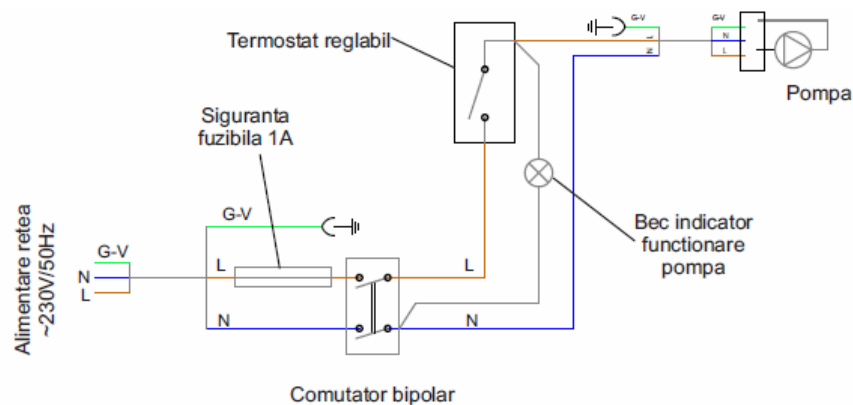 Termostat reglabil
G-V
L
N
G-V
N
L
Pompa
Siguranta
fuzibila 1A
G-V
Alimentare retea
~230V/50Hz
G-V
N
L
L
N
L
N
Bec indicator
functionare
pompa
Comutator bipolar